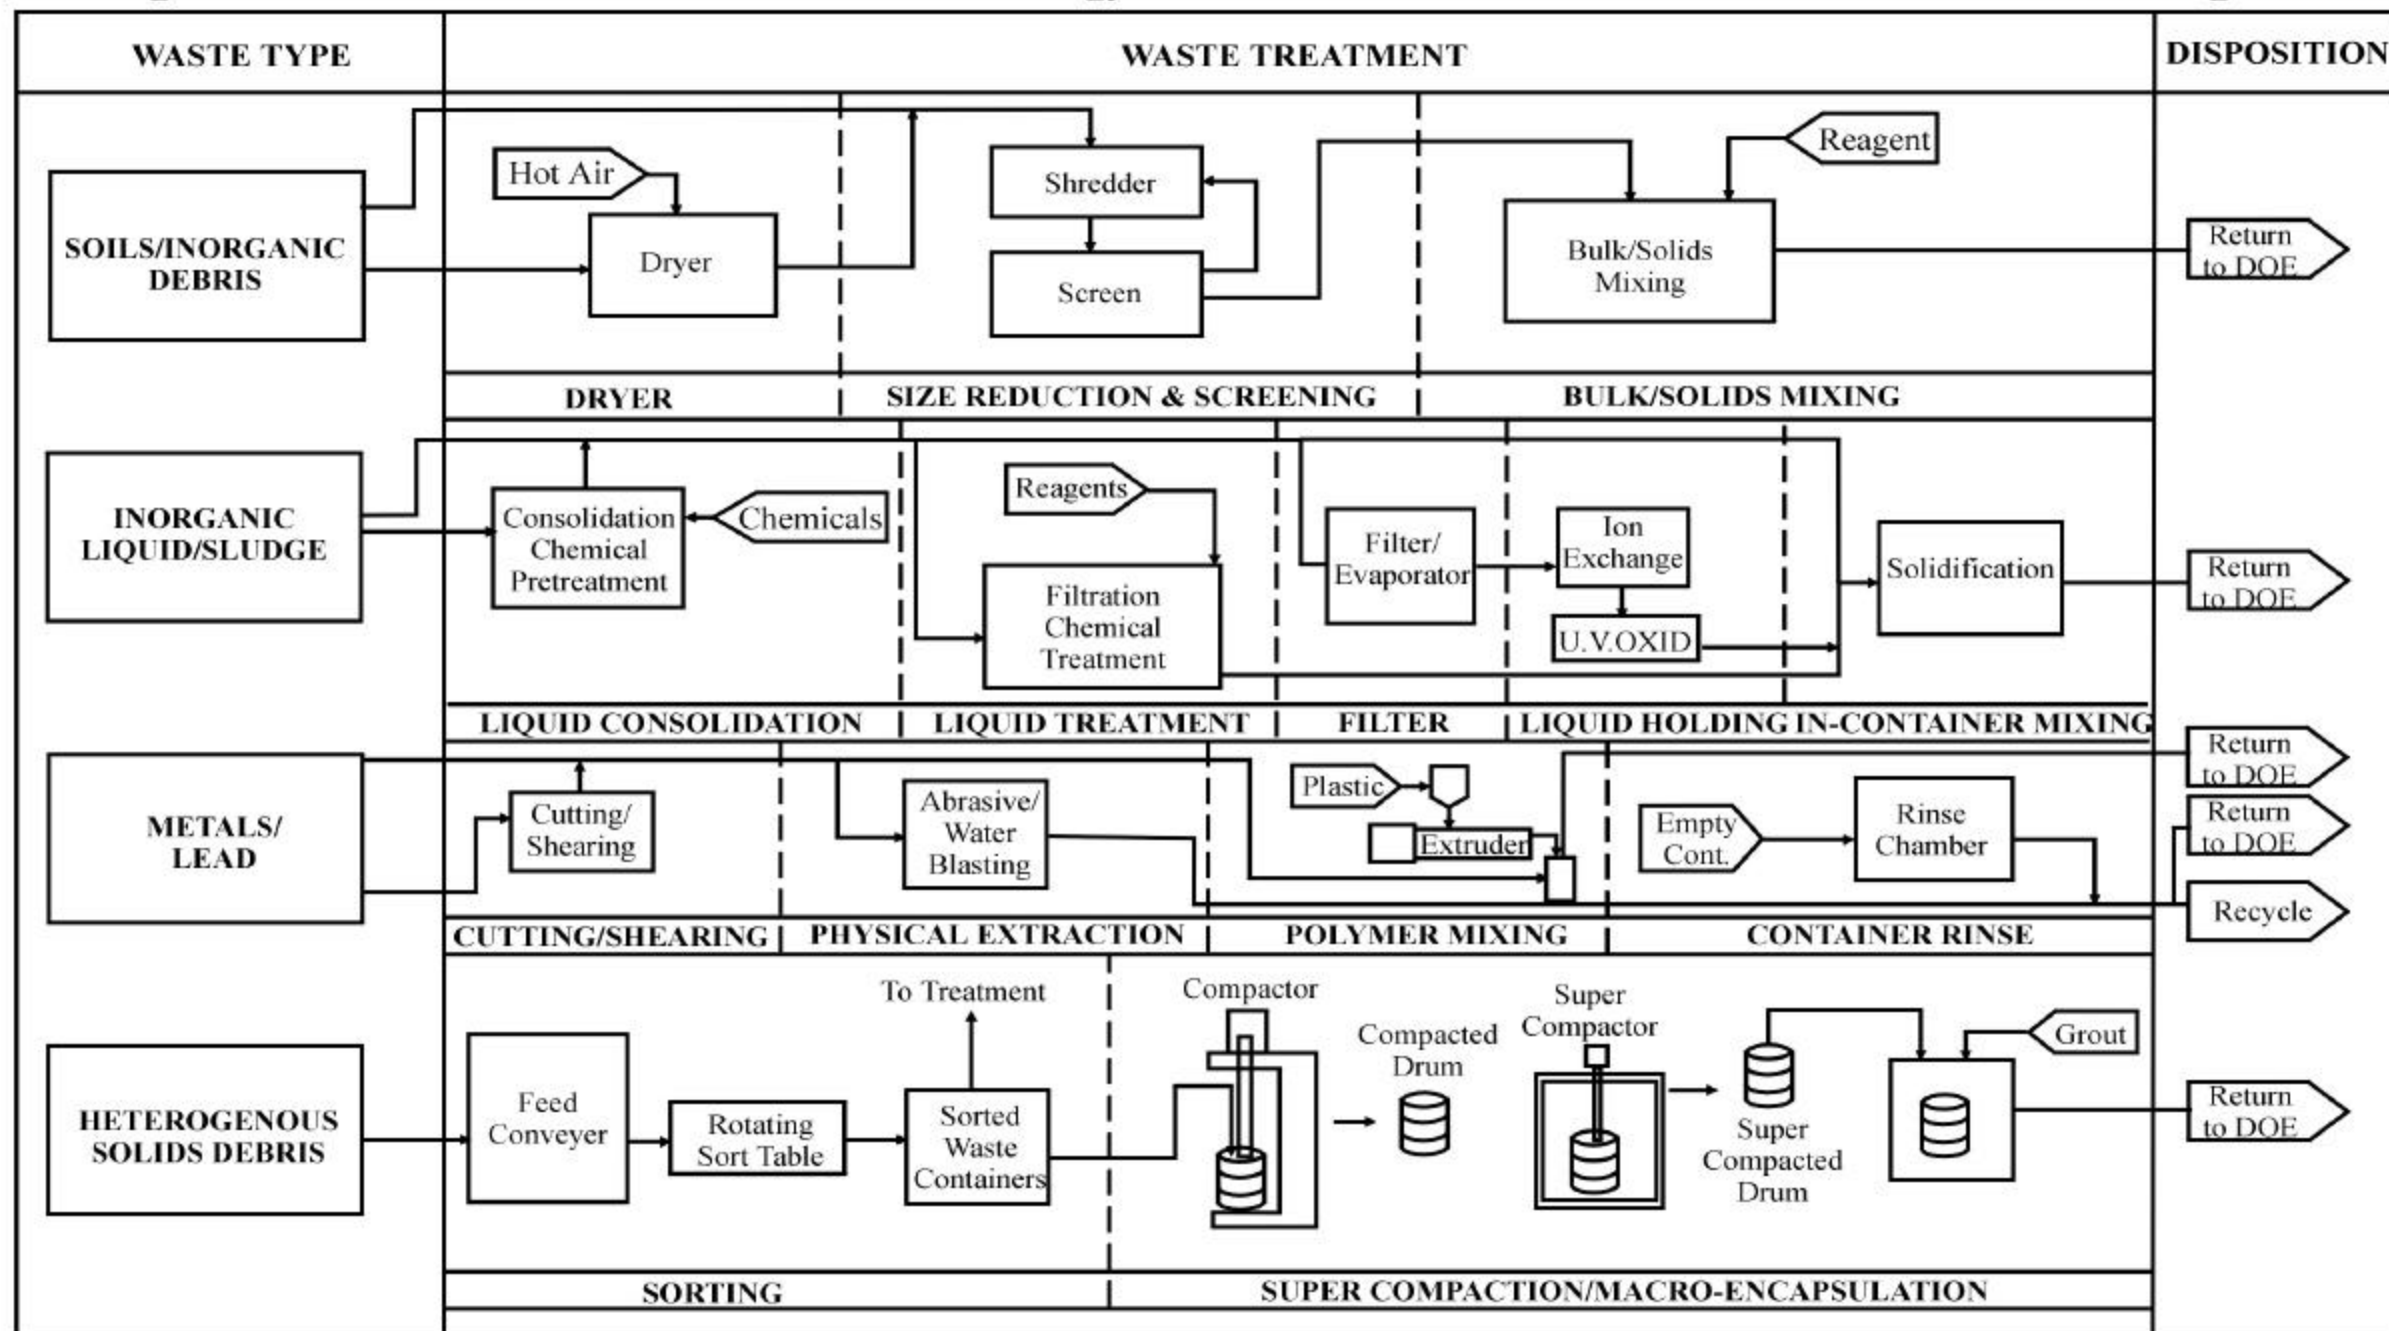 WASTE TYPE
WASTE TREATMENT
DISPOSITION
SOILS/INORGANIC
DEBRIS
Hot Air
Dryer
Shredder
Screen
Reagent
Bulk/Solids
Mixing
Return
to DOE
DRYER
SIZE REDUCTION & SCREENING
BULK/SOLIDS MIXING
INORGANIC
LIQUID/SLUDGE
Consolidation
Chemical
Pretreatment
Chemicals
Reagents
Filtration
Chemical
Treatment
Filter/
Evaporator
Ion
Exchange
U.V.OXID
Solidification
Return
to DOE
LIQUID CONSOLIDATION
LIQUID TREATMENT
FILTER
LIQUID HOLDING
IN-CONTAINER MIXING
METALS/
LEAD
Cutting/
Shearing
Abrasive/
Water
Blasting
Plastic
Extruder
Empty
Cont.
Rinse
Chamber
Return
to DOE
Return
to DOE
Recycle
CUTTING/SHEARING
PHYSICAL EXTRACTION
POLYMER MIXING
CONTAINER RINSE
HETEROGENOUS
SOLIDS DEBRIS
Feed
Conveyer
Rotating
Sort Table
To Treatment
Sorted
Waste
Containers
Compactor
Compacted
Drum
Super
Compactor
Super
Compacted
Drum
Grout
Return
to DOE
SORTING
SUPER COMPACTION/MACRO-ENCAPSULATION